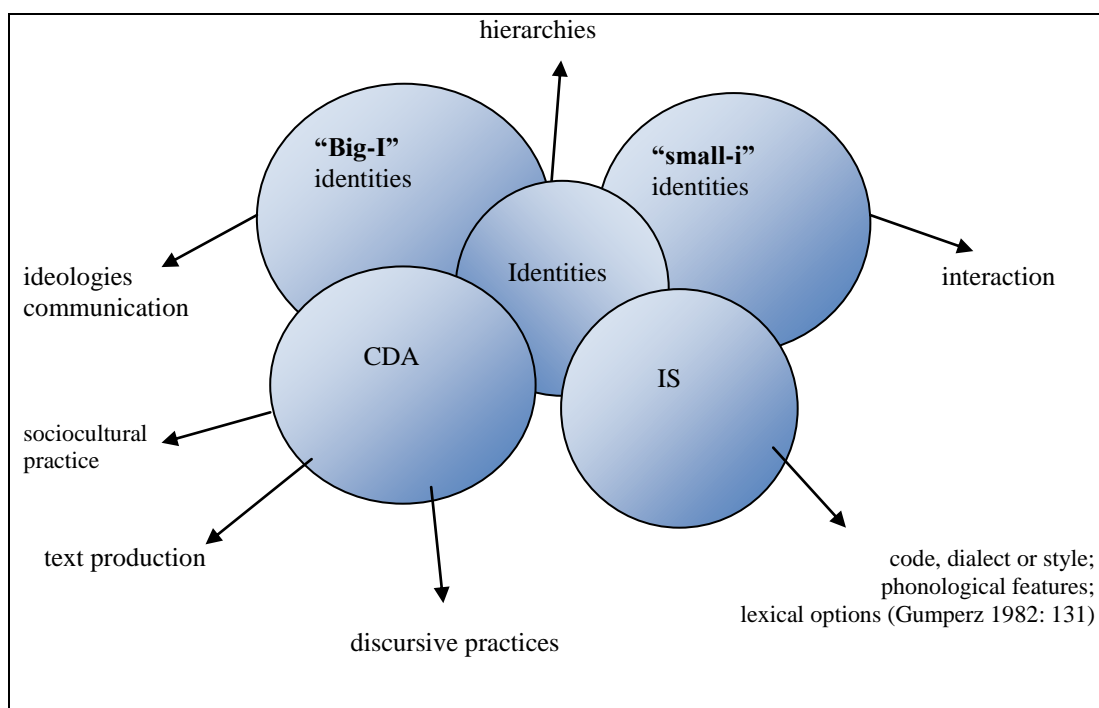 hierarchies
“Big-I”
identities
“small-i”
identities
Identities
ideologies
communication
interaction
CDA
IS
sociocultural
practice
text production
code, dialect or style;
phonological features;
lexical options (Gumperz 1982: 131)
discursive practices